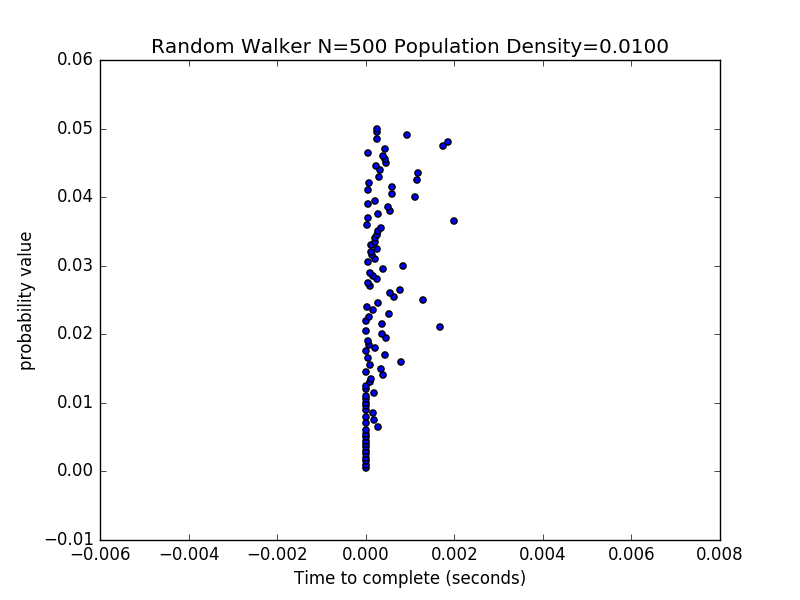 Random Walker N=500 Population Density=0.0100
0.06
0.05
0.04
0.03
0.02
0.01
0.00
−0.01
probability value
−0.006 −0.004 −0.002 0.000 0.002 0.004 0.006 0.008
Time to complete (seconds)